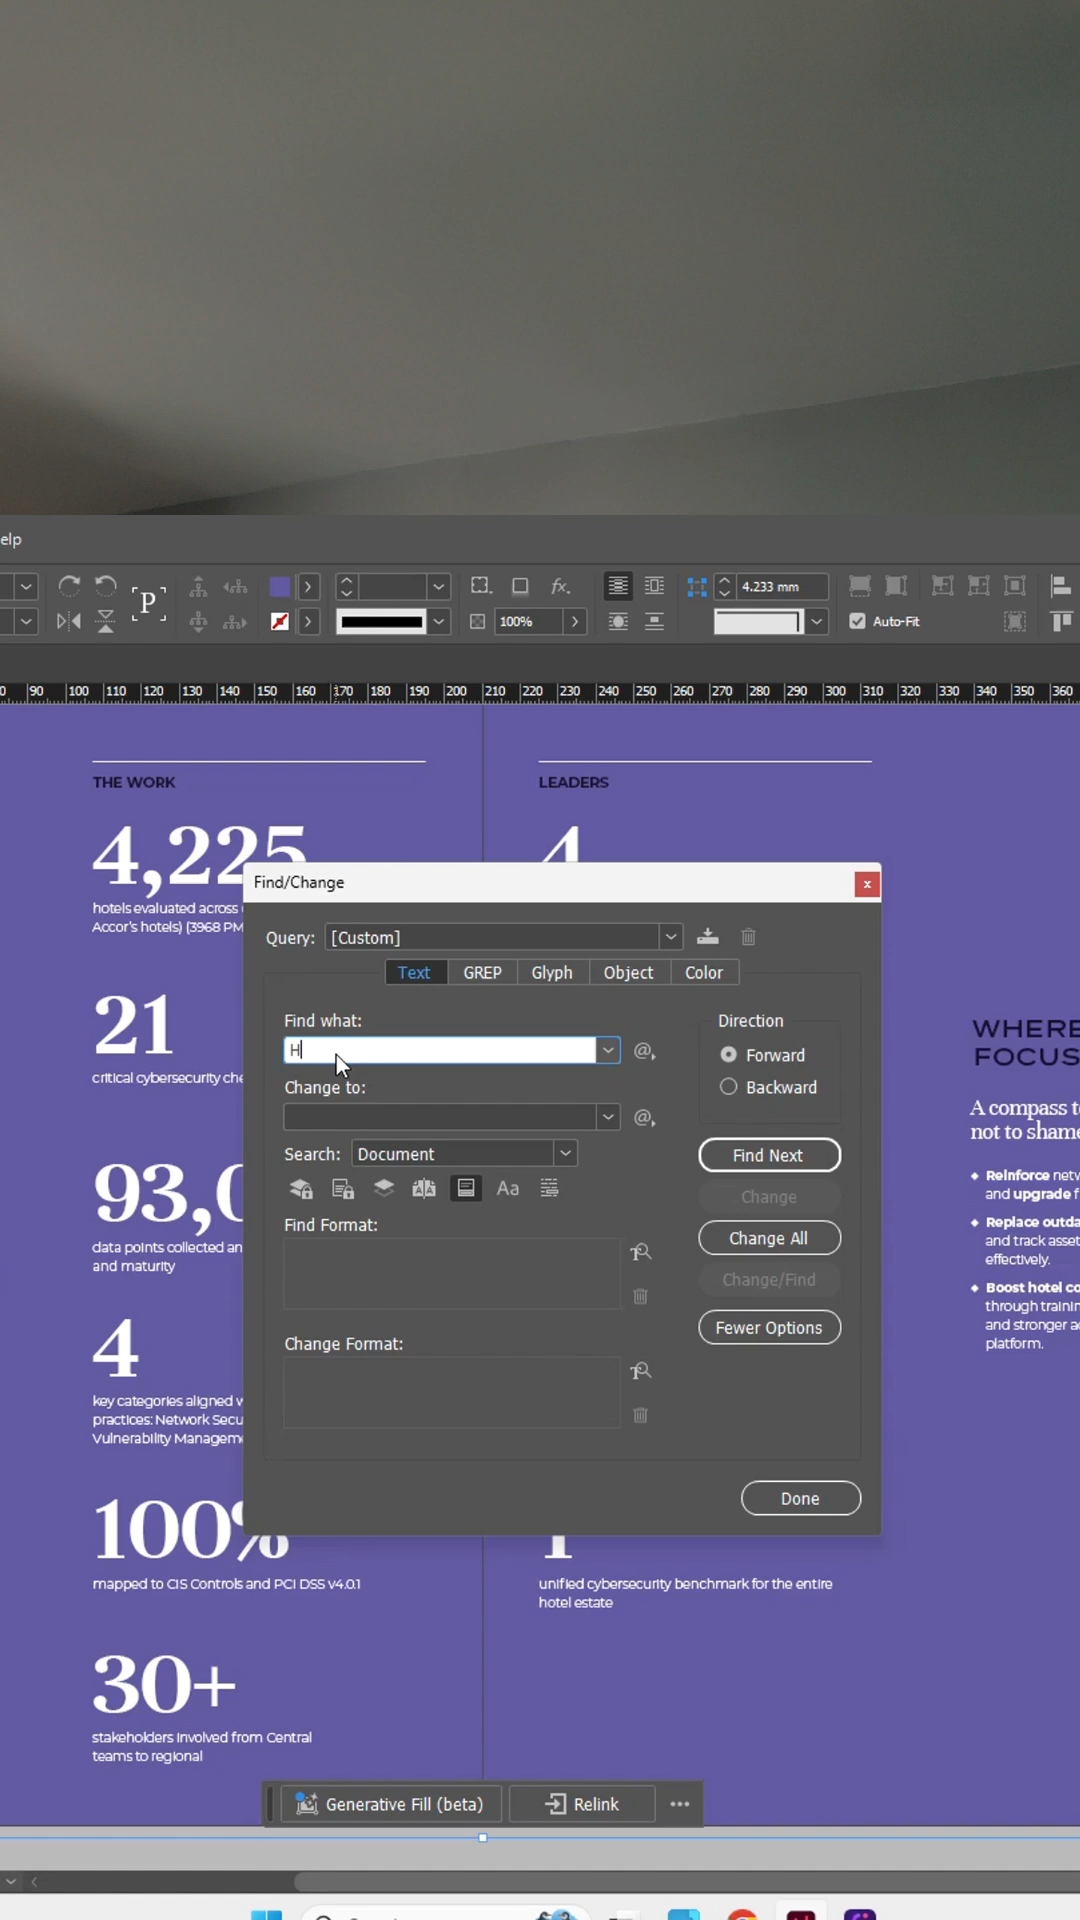 elp
4.233 mm
100%
Auto-Fit
0 90 100 110 120 130 140 150 160 170 180 190 200 210 220 230 240 250 260 270 280 290 300 310 320 330 340 350 360
THE WORK
4,225
hotels evaluated across
Accor's hotels) (3968 PM
21
critical cybersecurity che
93,0
data points collected an
and maturity
4
key categories aligned w
practices: Network Secu
Vulnerability Manageme
100%
mapped to CIS Controls and PCI DSS v4.0.1
30+
stakeholders involved from Central
teams to regional
LEADERS
4
Find/Change
x
Query: [Custom]
Text GREP Glyph Object Color
Find what:
H
Change to:
Search: Document
Aa
Find Format:
Change Format:
Direction
Forward
Backward
Find Next
Change
Change All
Change/Find
Fewer Options
Done
1
unified cybersecurity benchmark for the entire
hotel estate
WHERE
FOCUS
A compass t
not to shame
Reinforce netw
and upgrade f
Replace outda
and track asset
effectively.
Boost hotel co
through trainin
and stronger a
platform.
Generative Fill (beta)
Relink